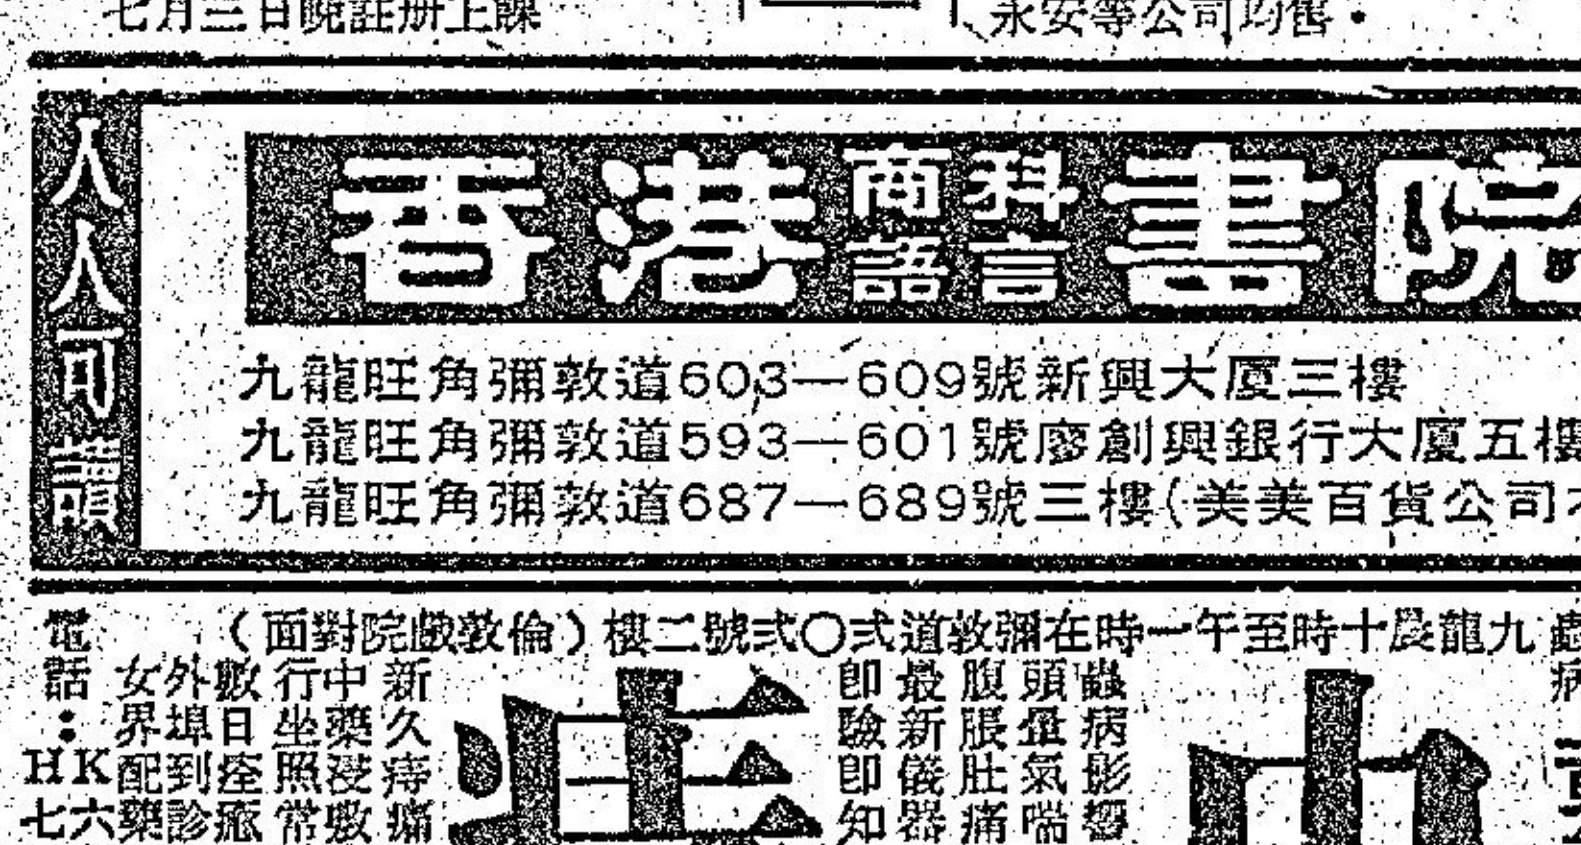 七月三日晚註册上課
永安等公司均售・
人人可讀
香港商科語言書院
九龍旺角彌敦道603—609號新興大厦三樓
九龍旺角彌敦道593—601號廖創興銀行大厦五樓
九龍旺角彌敦道687—689號三樓(美美百貨公司
九龍晨十時至午一時在彌敦道弍〇弍號二樓(倫敦戲院對面)
蟲病影響
頭暈氣喘
腹脹肚痛
最新儀器
即驗即知
新久痔瘡
中藥治
行坐照常
數日痊癒
外埠到診
女界配藥
電話：HK七六